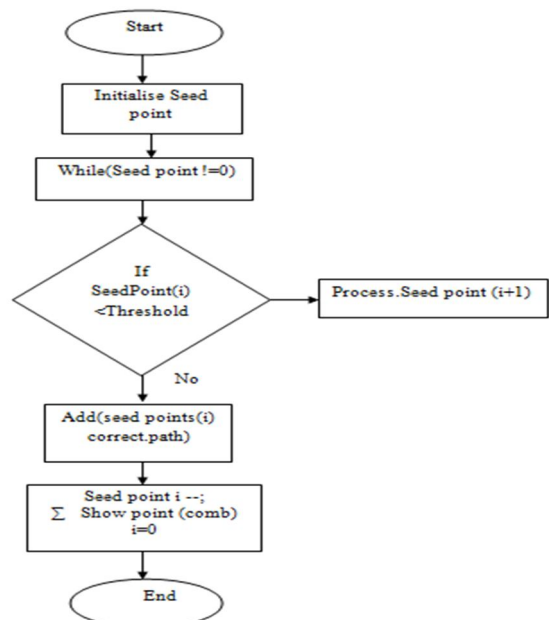 Start
Initialise Seed
point
While(Seed point !=0)
If
SeedPoint(i)
<Threshold
Process.Seed point (i+1)
No
Add(seed points(i)
correct.path)
Seed point i --;
∑ Show point (comb)
i=0
End